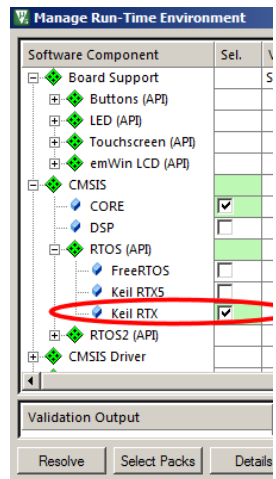 Manage Run-Time Environment
Software Component Sel.
Board Support S
Buttons (API)
LED (API)
Touchscreen (API)
emWin LCD (API)
CMSIS
CORE
DSP
RTOS (API)
FreeRTOS
Keil RTX5
Keil RTX
RTOS2 (API)
CMSIS Driver
Validation Output
Resolve Select Packs Details